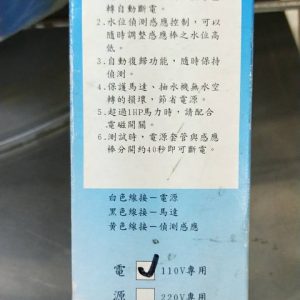 轉自動斷電。
2.水位偵測感應控制，可以
隨時調整感應棒之水位高
低。
3.自動復歸功能，隨時保持
偵測。
4.保護馬達、抽水機無水空
轉的損壞，節省電源。
5.超過1HP馬力時，請配合
電磁開關。
6.測試時，電源套管與感應
棒分開約40秒即可斷電。
白色線接－電源
黑色線接－馬達
黃色線接－偵測感應
電 110V專用
源 220V專用